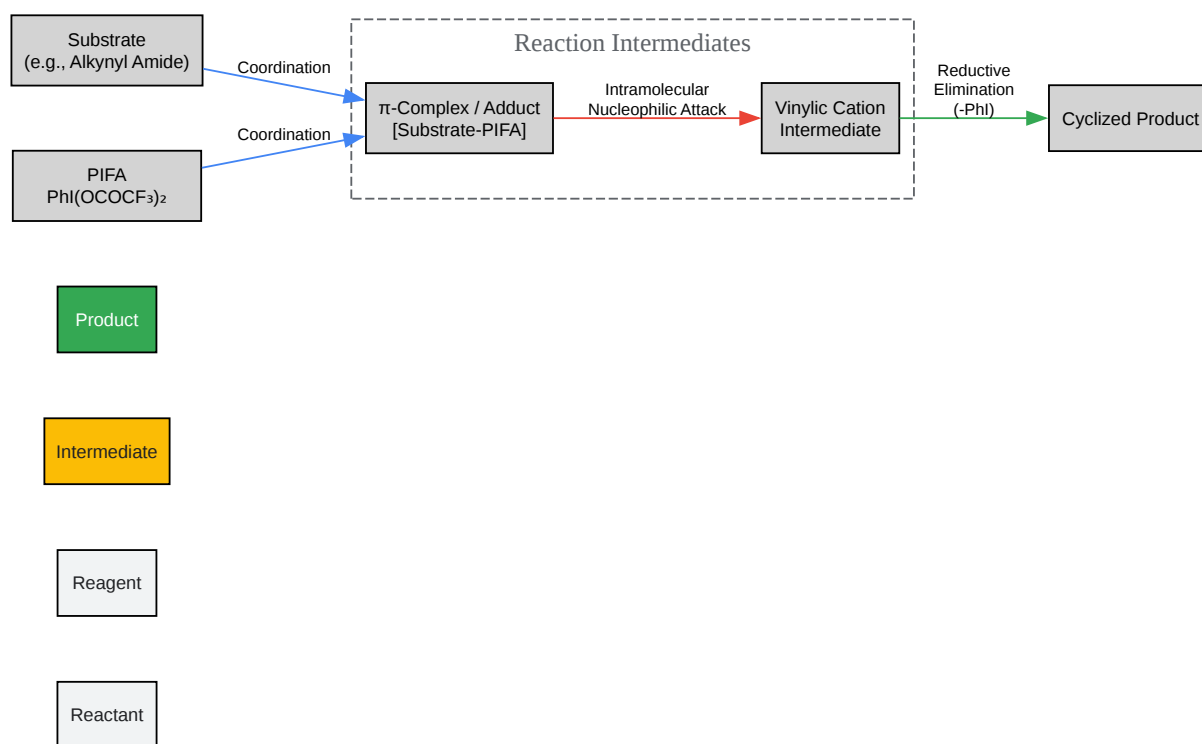 Substrate
(e.g., Alkynyl Amide)
Coordination
Reaction Intermediates
π-Complex / Adduct
[Substrate-PIFA]
Intramolecular
Nucleophilic Attack
Vinylic Cation
Intermediate
Reductive
Elimination
(-PhI)
Cyclized Product
Coordination
PIFA
PhI(OCOCF₃)₂
Product
Intermediate
Reagent
Reactant